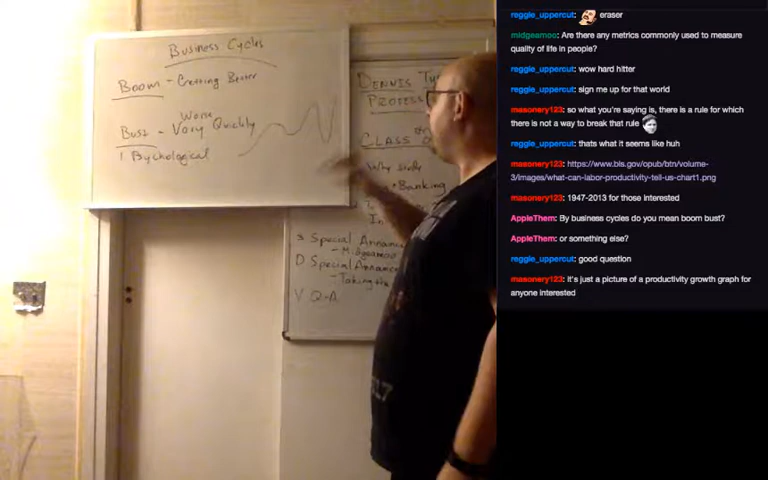 Business Cycles
Boom - Getting Better
Worse
Bust - Very Quickly
1. Psychological
DENNIS
PROFESS
CLASS
Why study
Banking
In
S Special Announ
D Special Announ
- Taking the
V Q-A
reggie_uppercut: eraser
midgeamoo: Are there any metrics commonly used to measure
quality of life in people?
reggie_uppercut: wow hard hitter
reggie_uppercut: sign me up for that world
masonery123: so what you're saying is, there is a rule for which
there is not a way to break that rule
reggie_uppercut: thats what it seems like huh
masonery123: https://www.bls.gov/opub/btn/volume-
3/images/what-can-labor-productivity-tell-us-chart1.png
masonery123: 1947-2013 for those interested
AppleThem: By business cycles do you mean boom bust?
AppleThem: or something else?
reggie_uppercut: good question
masonery123: it's just a picture of a productivity growth graph for
anyone interested